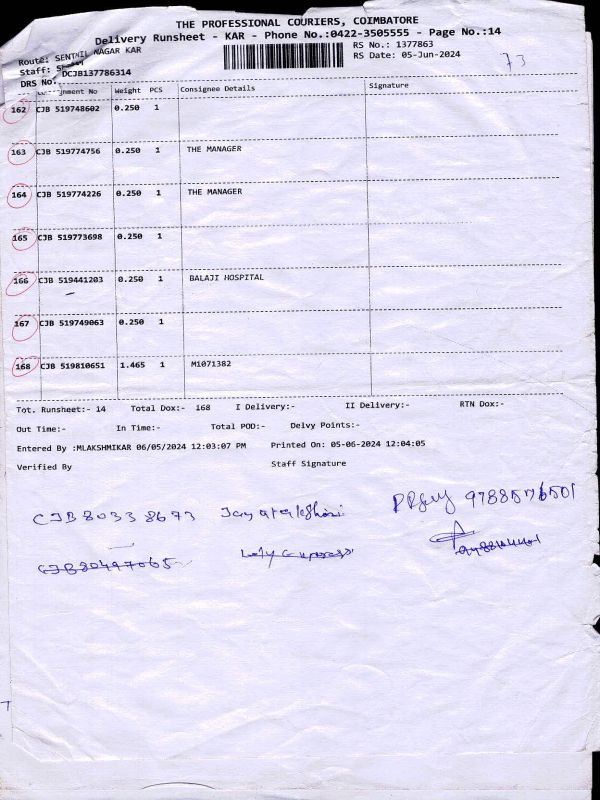 THE PROFESSIONAL COURIERS, COIMBATORE
Delivery Runsheet - KAR - Phone No.:0422-3505555 - Page No.:14
Route: SENTHIL NAGAR KAR RS No.: 1377863
Staff: RS Date: 05-Jun-2024 73
DRS No. DCJB137786314
nment No Weight PCS Consignee Details Signature
162 CJB 519748602 0.250 1
163 CJB 519774756 0.250 1 THE MANAGER
164 CJB 519774226 0.250 1 THE MANAGER
165 CJB 519773698 0.250 1
166 CJB 519441203 0.250 1 BALAJI HOSPITAL
167 CJB 519749063 0.250 1
168 CJB 519810651 1.465 1 M1071382
Tot. Runsheet:- 14 Total Dox:- 168 I Delivery:- II Delivery:- RTN Dox:-
Out Time:- In Time:- Total POD:- Delvy Points:-
Entered By :MLAKSHMIKAR 06/05/2024 12:03:07 PM Printed On: 05-06-2024 12:04:05
Verified By Staff Signature
CJB80338673 9788576501
CJB80497065